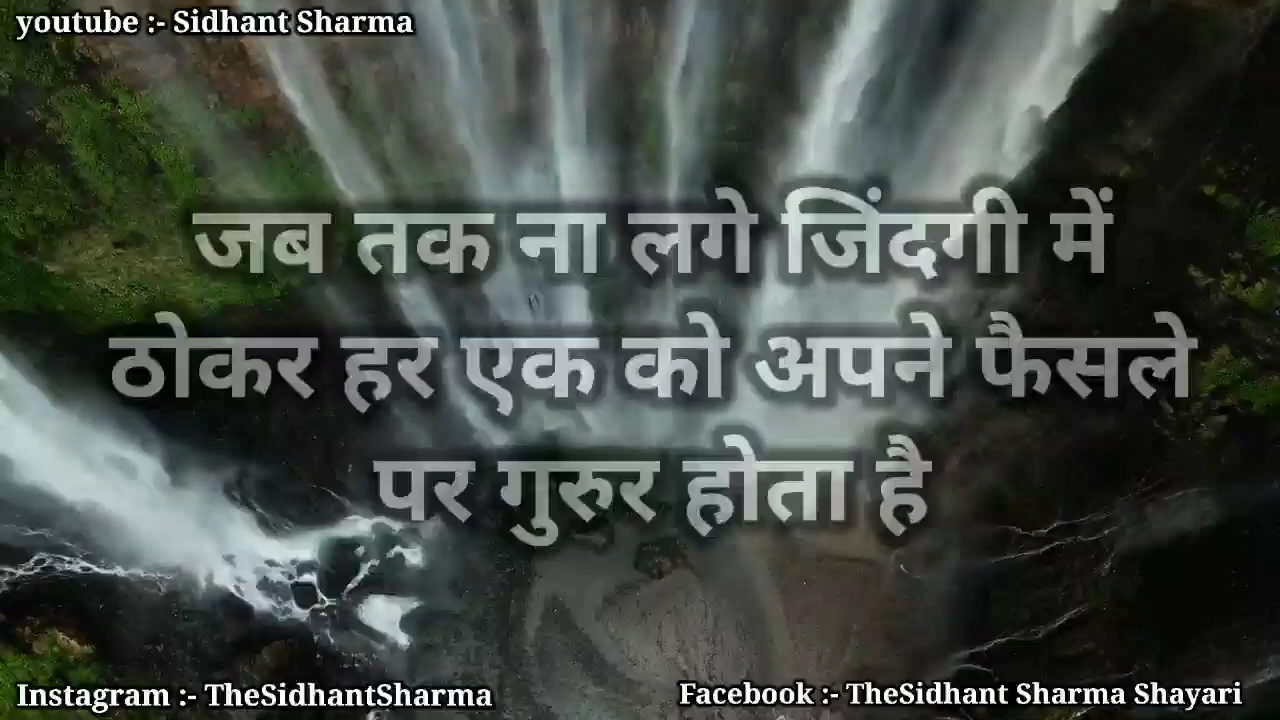 youtube :- Sidhant Sharma
जब तक ना लगे जिंदगी में
ठोकर हर एक को अपने फैसले
पर गुरुर होता है
Instagram :- TheSidhantSharma
Facebook :- TheSidhant Sharma Shayari